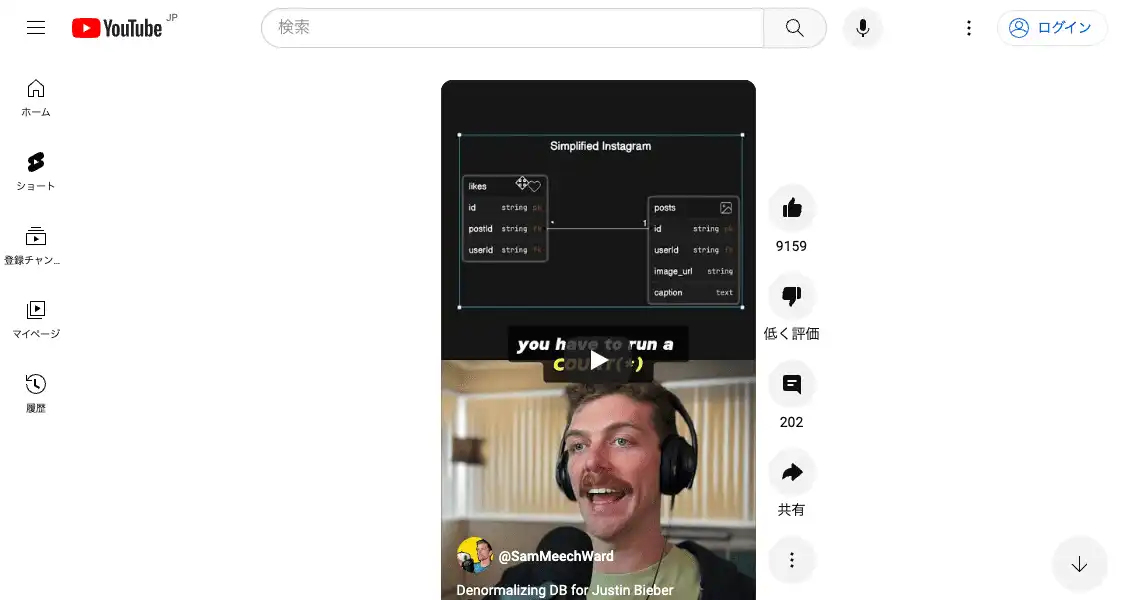 YouTube JP
検索
ログイン
ホーム
ショート
登録チャン...
マイページ
履歴
Simplified Instagram
likes
id string pk
postId string fk
userId string fk
* 1
posts
id string pk
userId string fk
image_url string
caption text
you have to run a
COUNT(*)
@SamMeechWard
Denormalizing DB for Justin Bieber
9159
低く評価
202
共有